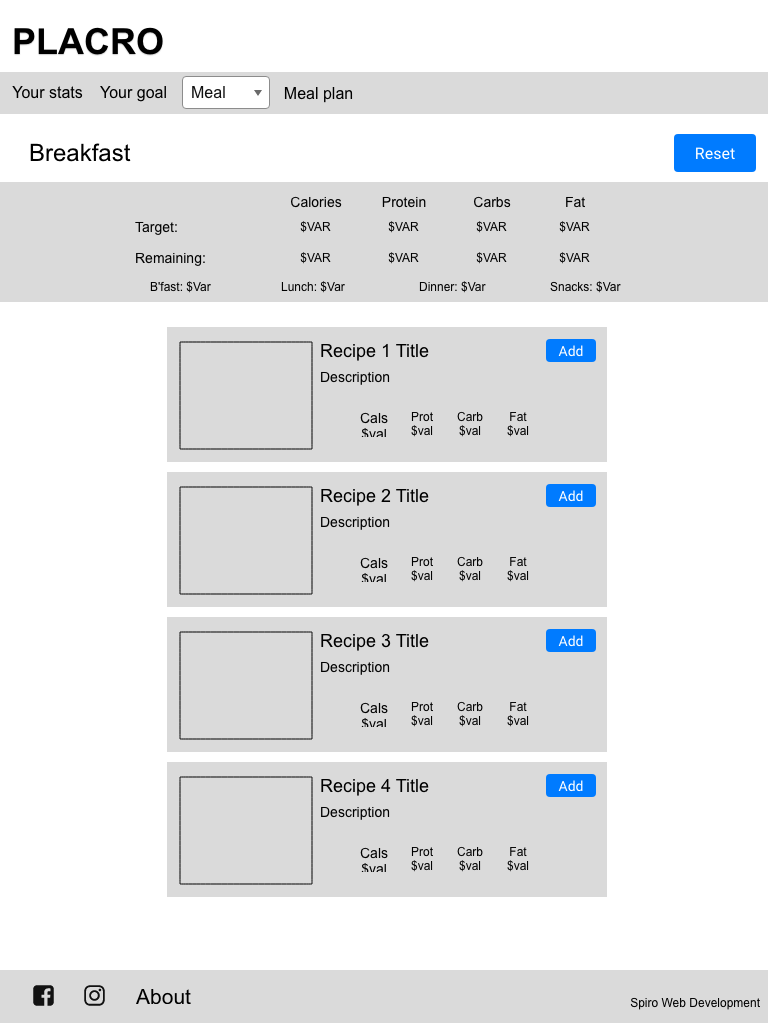 PLACRO
Your stats Your goal Meal Meal plan
Breakfast Reset
Calories Protein Carbs Fat
Target: $VAR $VAR $VAR $VAR
Remaining: $VAR $VAR $VAR $VAR
B'fast: $Var Lunch: $Var Dinner: $Var Snacks: $Var
Recipe 1 Title Add
Description
Cals Prot Carb Fat
$val $val $val $val
Recipe 2 Title Add
Description
Cals Prot Carb Fat
$val $val $val $val
Recipe 3 Title Add
Description
Cals Prot Carb Fat
$val $val $val $val
Recipe 4 Title Add
Description
Cals Prot Carb Fat
$val $val $val $val
About Spiro Web Development